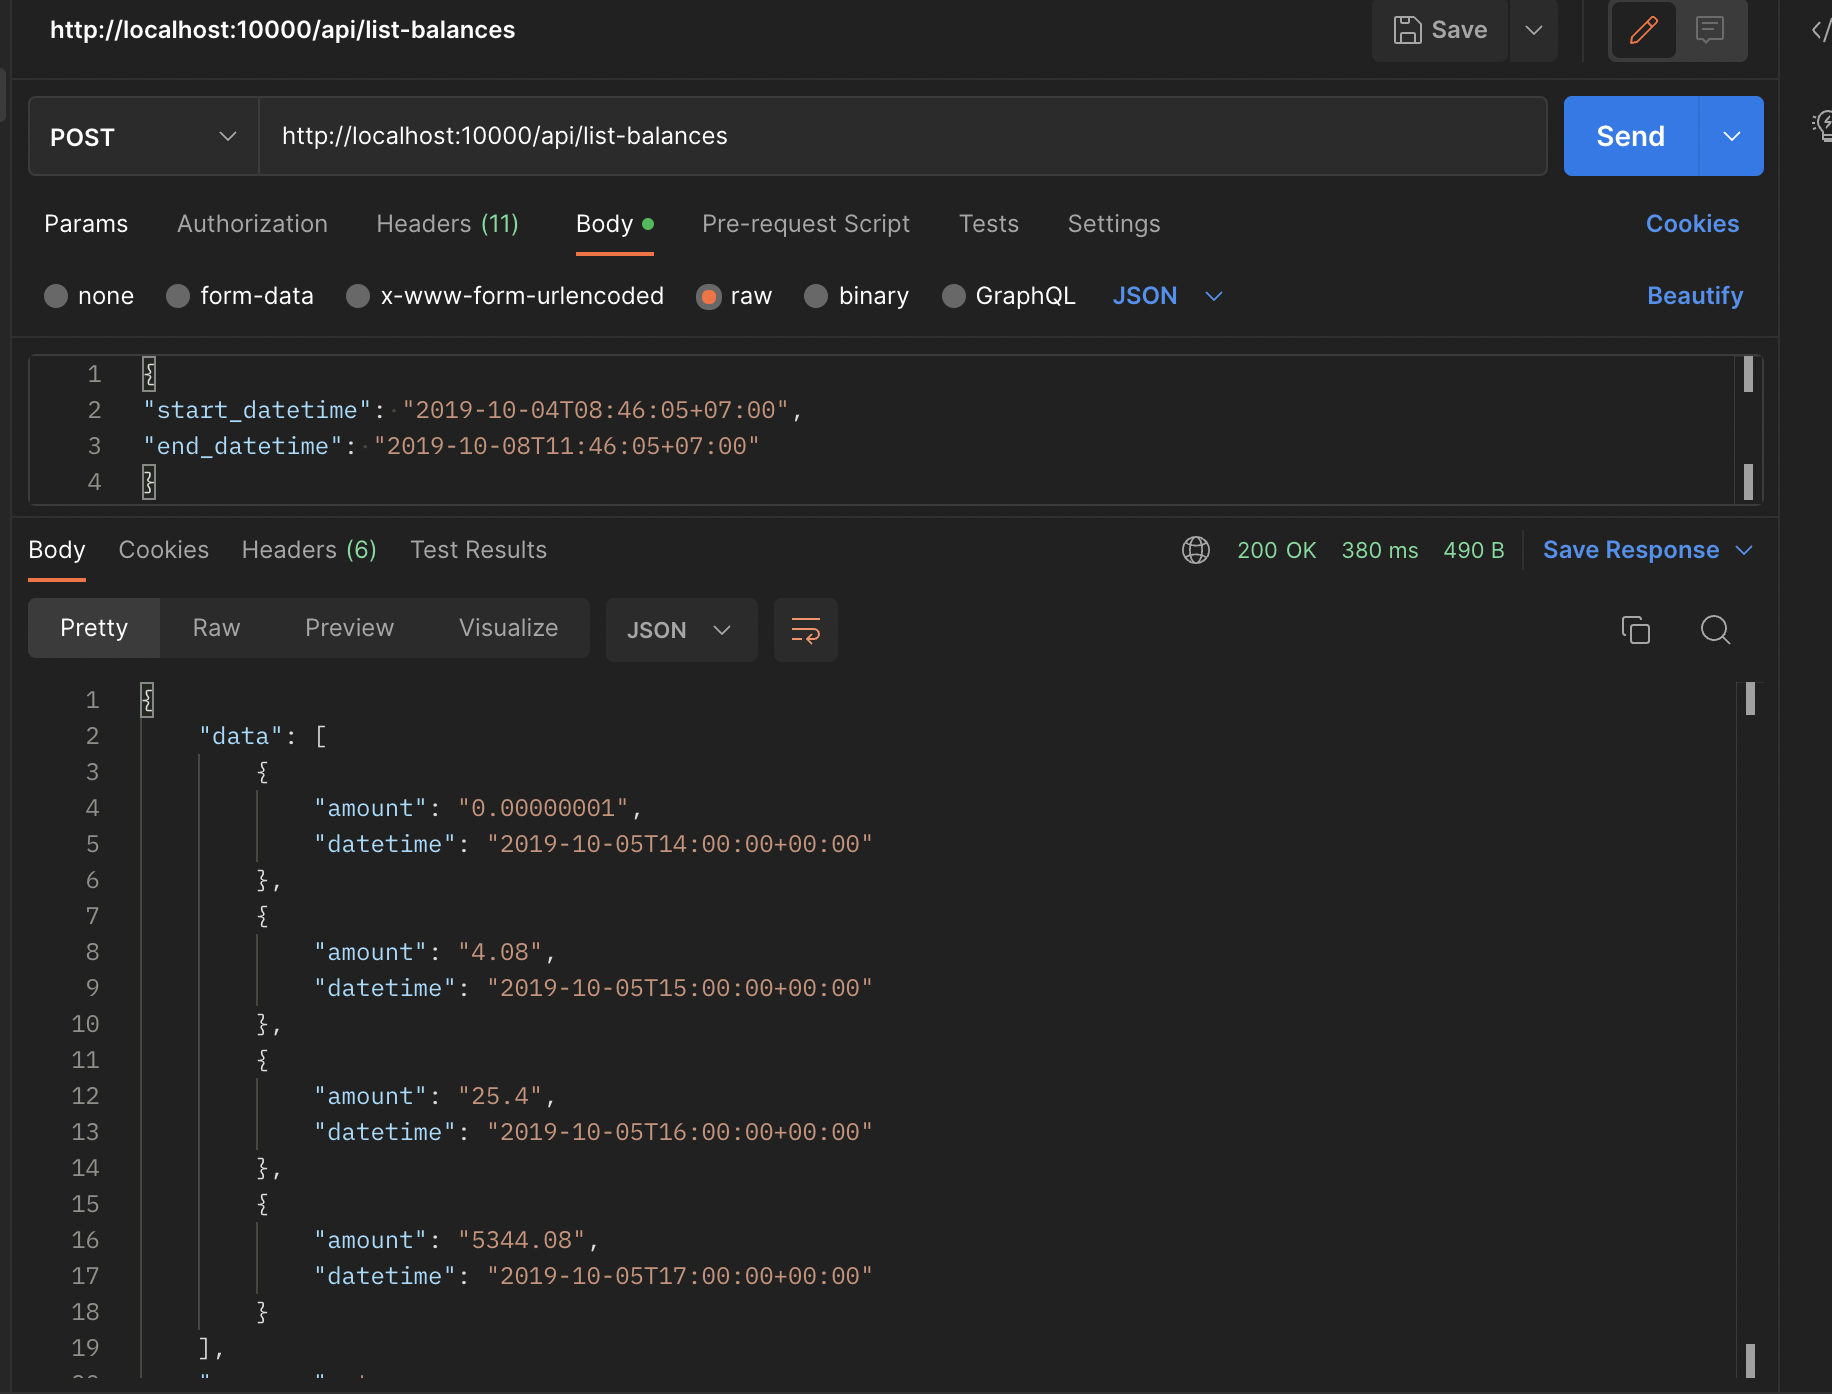 http://localhost:10000/api/list-balances
Save
POST
http://localhost:10000/api/list-balances
Send
Params Authorization Headers (11) Body Pre-request Script Tests Settings Cookies
none form-data x-www-form-urlencoded raw binary GraphQL JSON Beautify
1 {
2 "start_datetime": "2019-10-04T08:46:05+07:00",
3 "end_datetime": "2019-10-08T11:46:05+07:00"
4 }
Body Cookies Headers (6) Test Results 200 OK 380 ms 490 B Save Response
Pretty Raw Preview Visualize JSON
1 {
2 "data": [
3 {
4 "amount": "0.00000001",
5 "datetime": "2019-10-05T14:00:00+00:00"
6 },
7 {
8 "amount": "4.08",
9 "datetime": "2019-10-05T15:00:00+00:00"
10 },
11 {
12 "amount": "25.4",
13 "datetime": "2019-10-05T16:00:00+00:00"
14 },
15 {
16 "amount": "5344.08",
17 "datetime": "2019-10-05T17:00:00+00:00"
18 }
19 ],